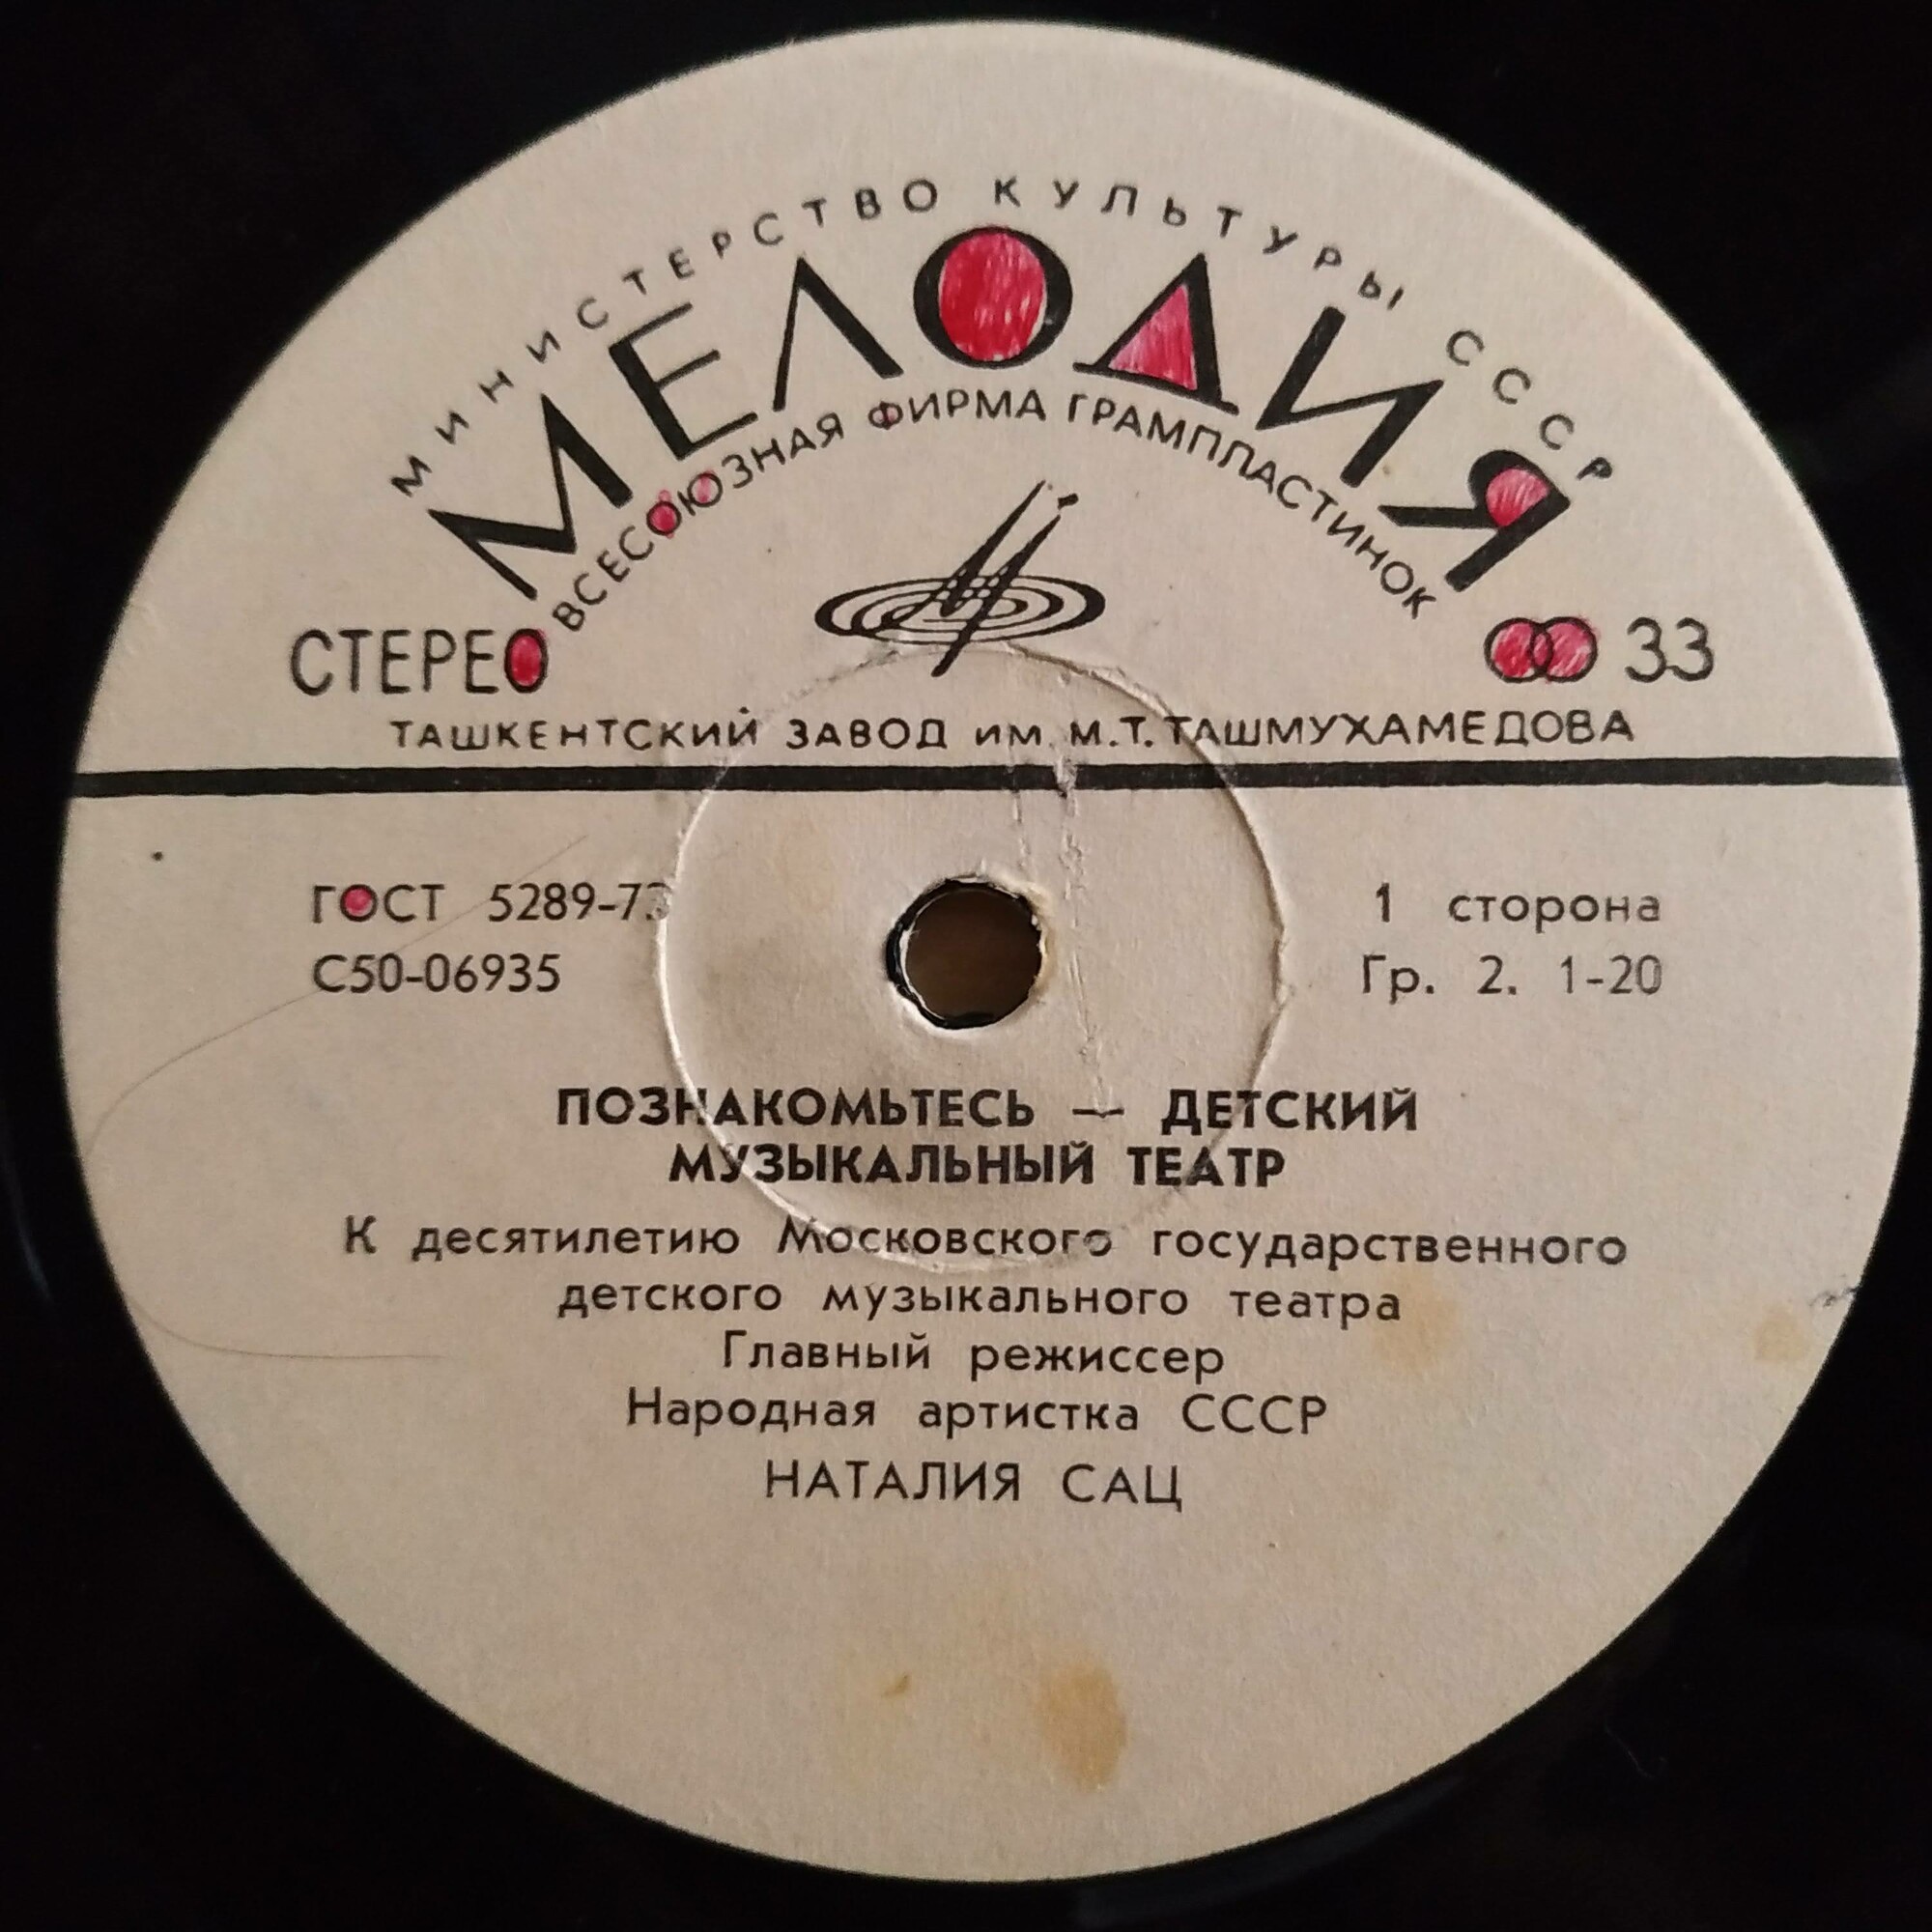 МИНИСТЕРСТВО КУЛЬТУРЫ СССР
МЕЛОДИЯ
ВСЕСОЮЗНАЯ ФИРМА ГРАМПЛАСТИНОК
СТЕРЕО 33
ТАШКЕНТСКИЙ ЗАВОД им. М.Т. ТАШМУХАМЕДОВА
ГОСТ 5289-73 1 сторона
С50-06935 Гр. 2. 1-20
ПОЗНАКОМЬТЕСЬ — ДЕТСКИЙ
МУЗЫКАЛЬНЫЙ ТЕАТР
К десятилетию Московского государственного
детского музыкального театра
Главный режиссер
Народная артистка СССР
НАТАЛИЯ САЦ